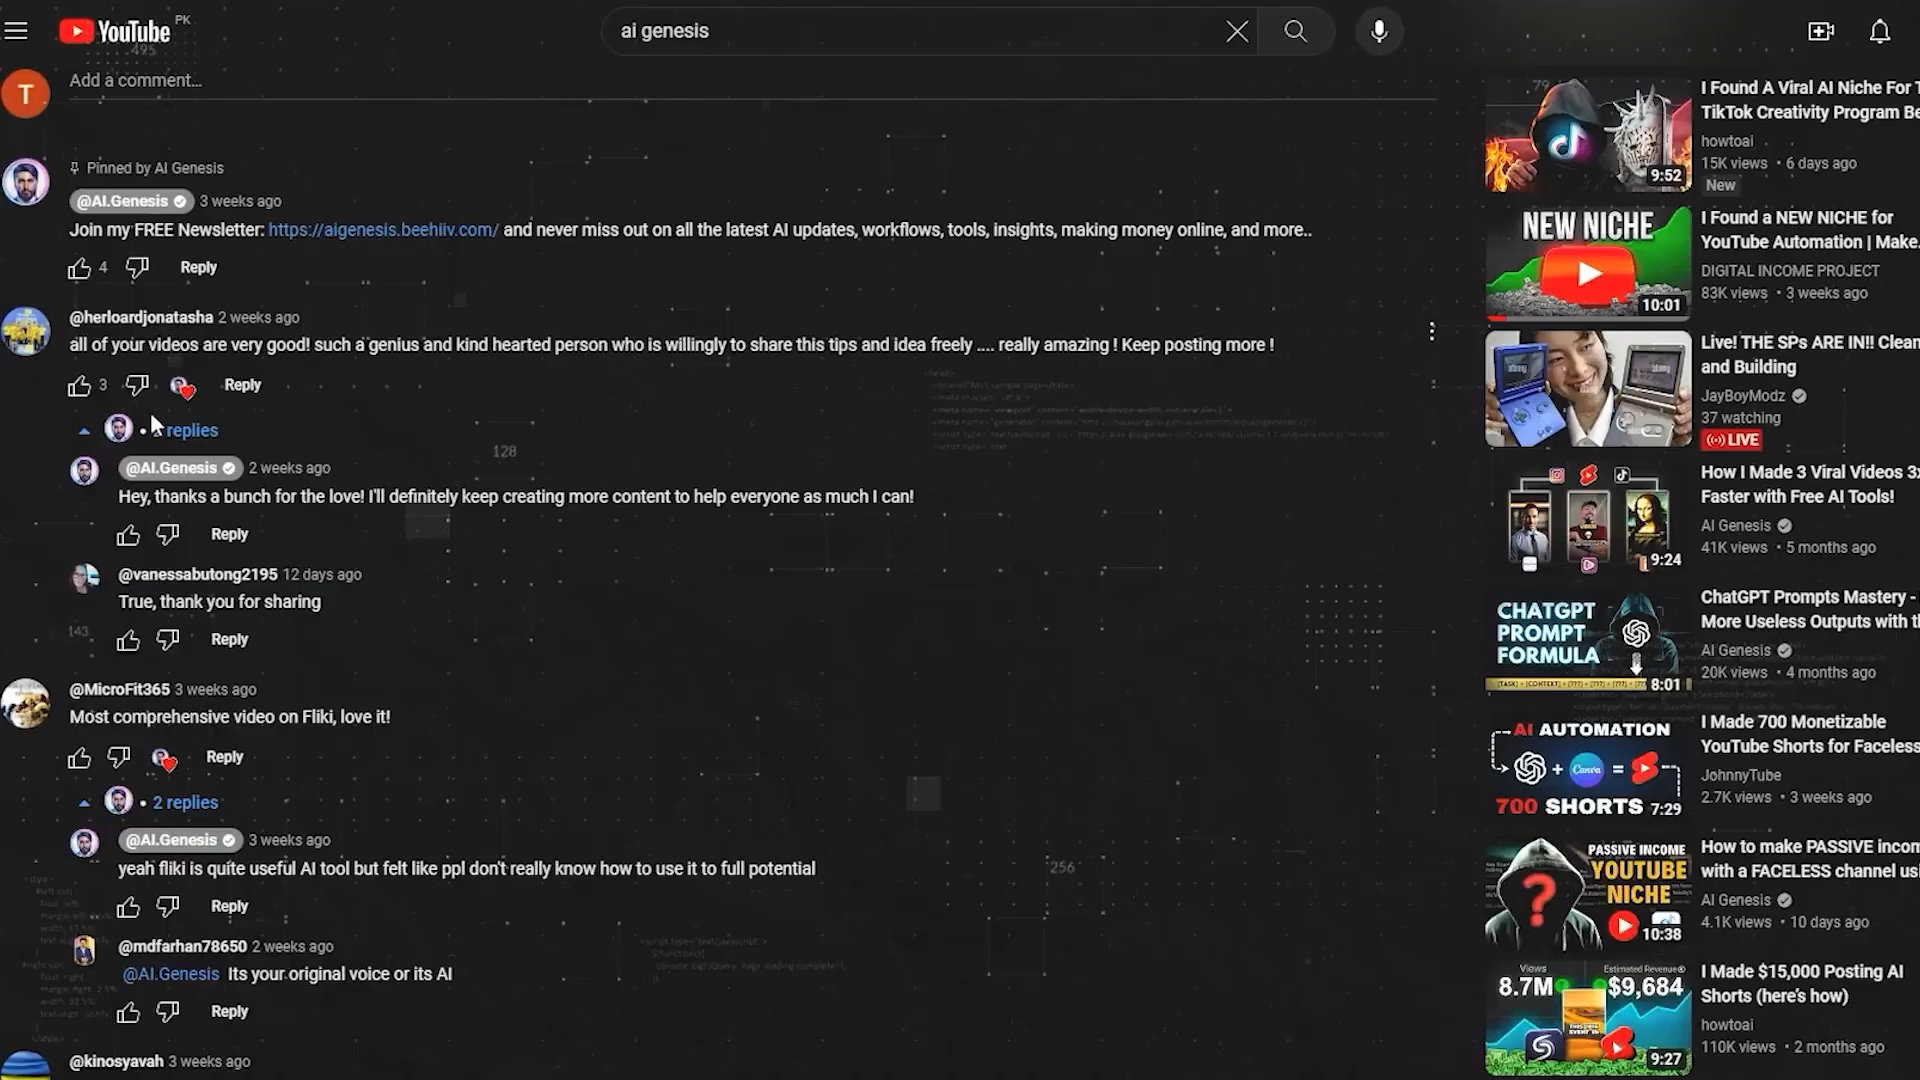 YouTube PK
ai genesis
495
T
Add a comment...
Pinned by AI Genesis
@AI.Genesis 3 weeks ago
Join my FREE Newsletter: https://aigenesis.beehiiv.com/ and never miss out on all the latest AI updates, workflows, tools, insights, making money online, and more..
4 Reply
@herloardjonatasha 2 weeks ago
all of your videos are very good! such a genius and kind hearted person who is willingly to share this tips and idea freely .... really amazing ! Keep posting more !
3 Reply
• replies
@AI.Genesis 2 weeks ago
Hey, thanks a bunch for the love! I'll definitely keep creating more content to help everyone as much I can!
Reply
@vanessabutong2195 12 days ago
True, thank you for sharing
Reply
@MicroFit365 3 weeks ago
Most comprehensive video on Fliki, love it!
Reply
• 2 replies
@AI.Genesis 3 weeks ago
yeah fliki is quite useful AI tool but felt like ppl don't really know how to use it to full potential
Reply
@mdfarhan78650 2 weeks ago
@AI.Genesis Its your original voice or its AI
Reply
@kinosyavah 3 weeks ago
128
143
256
79
9:52
I Found A Viral AI Niche For T
TikTok Creativity Program Be
howtoai
15K views • 6 days ago
New
NEW NICHE
10:01
I Found a NEW NICHE for
YouTube Automation | Make.
DIGITAL INCOME PROJECT
83K views • 3 weeks ago
Live! THE SPs ARE IN!! Clean
and Building
JayBoyModz
37 watching
LIVE
9:24
How I Made 3 Viral Videos 3x
Faster with Free AI Tools!
AI Genesis
41K views • 5 months ago
CHATGPT
PROMPT
FORMULA
[TASK] + [CONTEXT] + [???] + [???] + [???] + [???]
8:01
ChatGPT Prompts Mastery -
More Useless Outputs with th
AI Genesis
20K views • 4 months ago
AI AUTOMATION
+ Canva =
700 SHORTS
7:29
I Made 700 Monetizable
YouTube Shorts for Faceless
JohnnyTube
2.7K views • 3 weeks ago
PASSIVE INCOME
YOUTUBE
NICHE
?
10:38
How to make PASSIVE incom
with a FACELESS channel usi
AI Genesis
4.1K views • 10 days ago
Views Estimated Revenue
8.7M $9,684
9:27
I Made $15,000 Posting AI
Shorts (here's how)
howtoai
110K views • 2 months ago